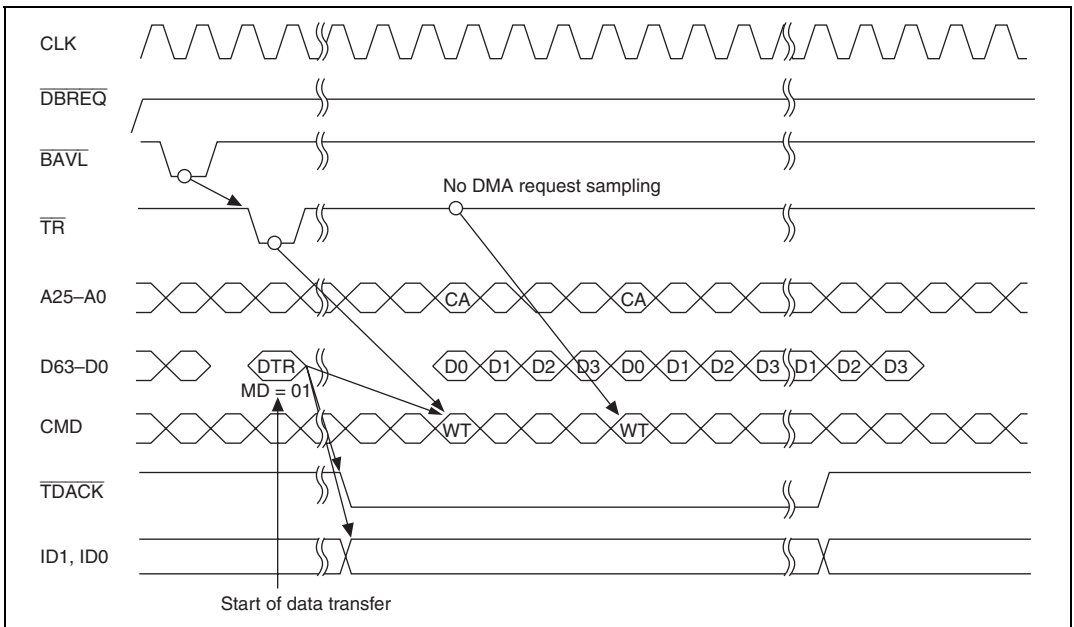 CLK
DBREQ
BAVL
No DMA request sampling
TR
A25–A0 CA CA
D63–D0 DTR D0 D1 D2 D3 D0 D1 D2 D3 D1 D2 D3
MD = 01
CMD WT WT
TDACK
ID1, ID0
Start of data transfer